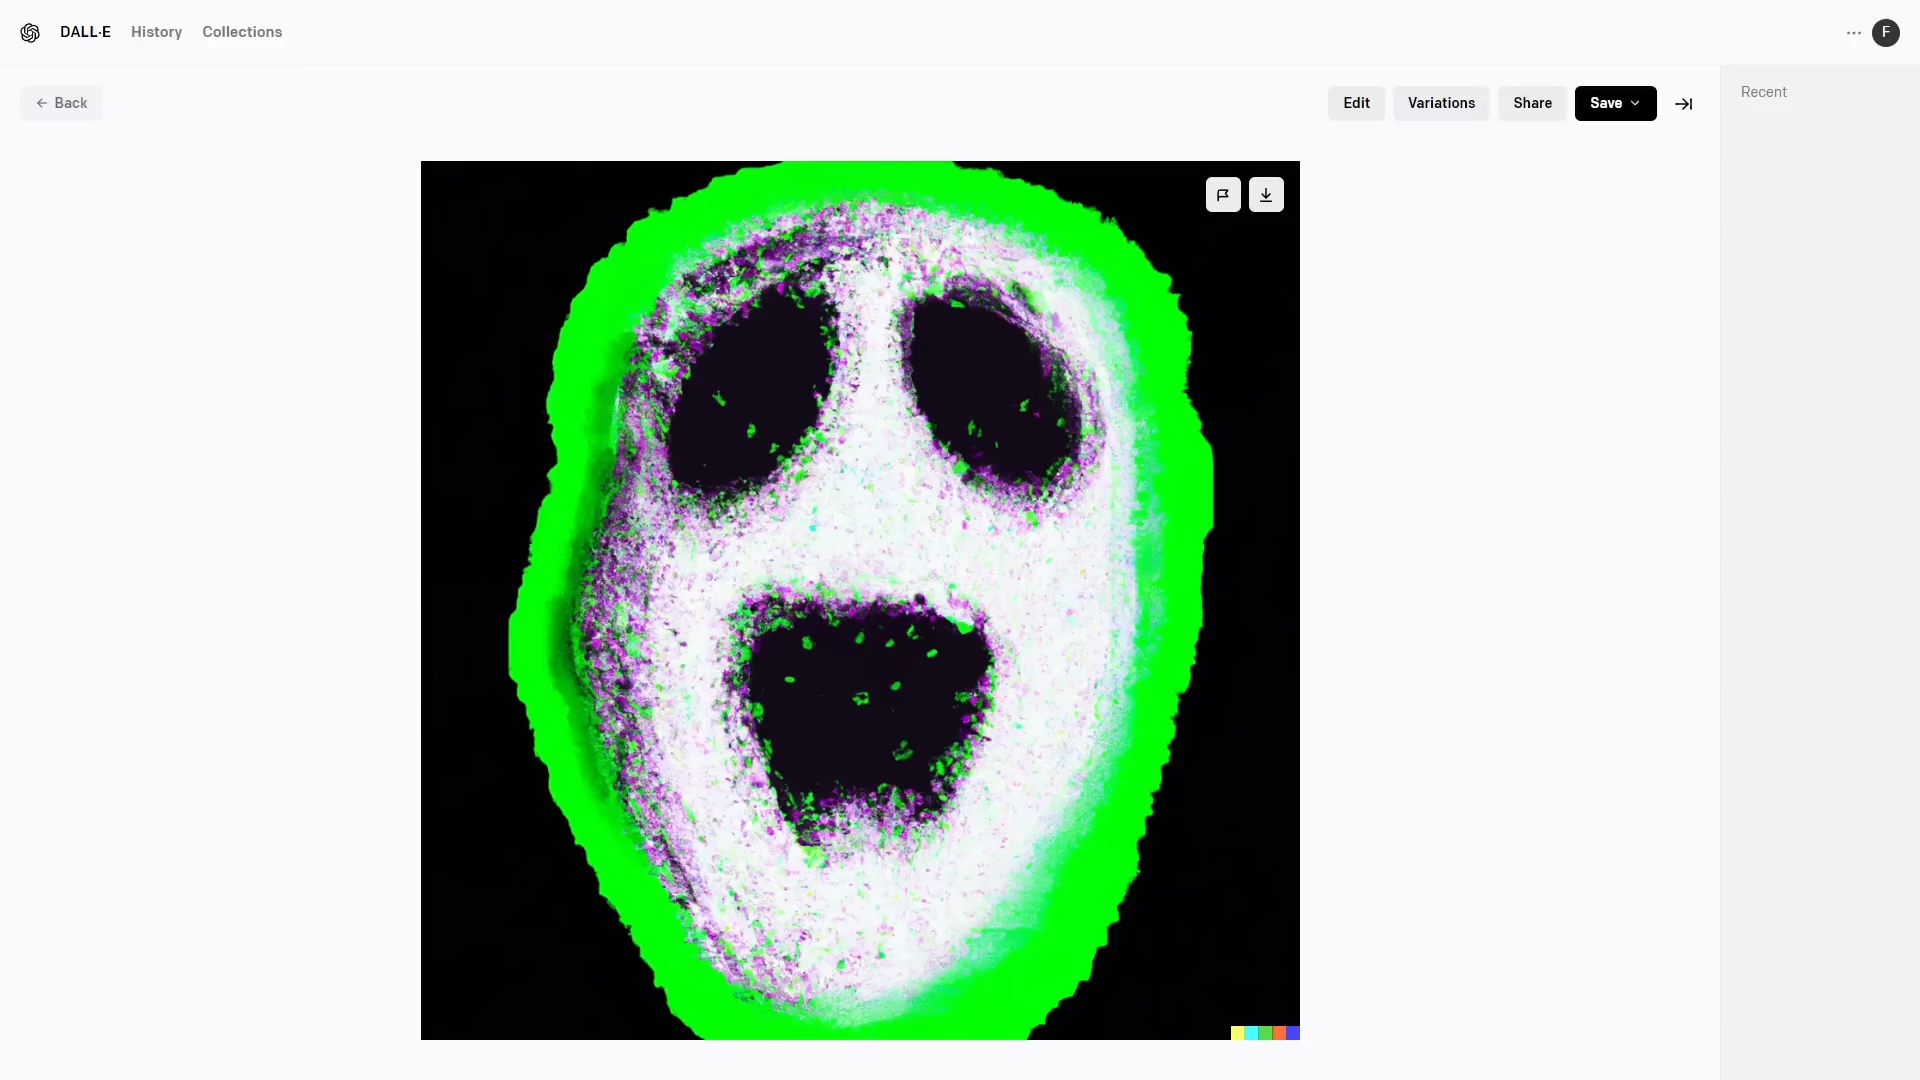 DALL·E History Collections
F
Back
Edit
Variations
Share
Save
Recent